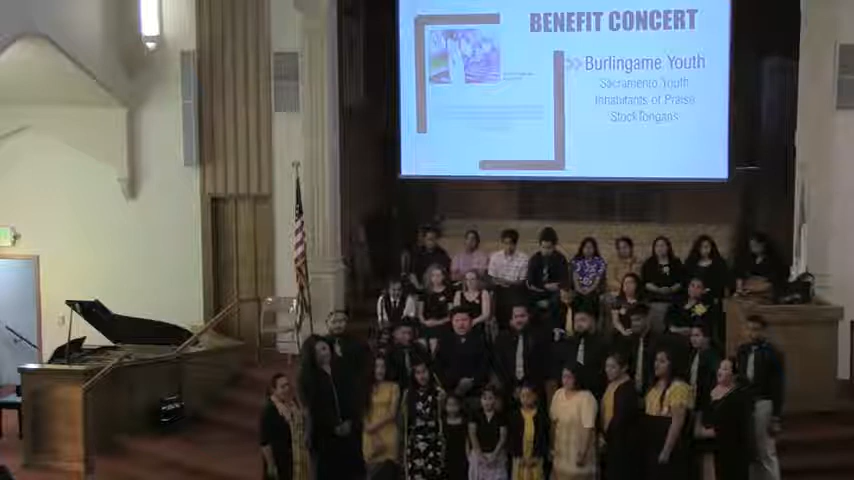 BENEFIT CONCERT
Burlingame Youth
Sacramento Youth
Inhabitants of Praise
StockTongans